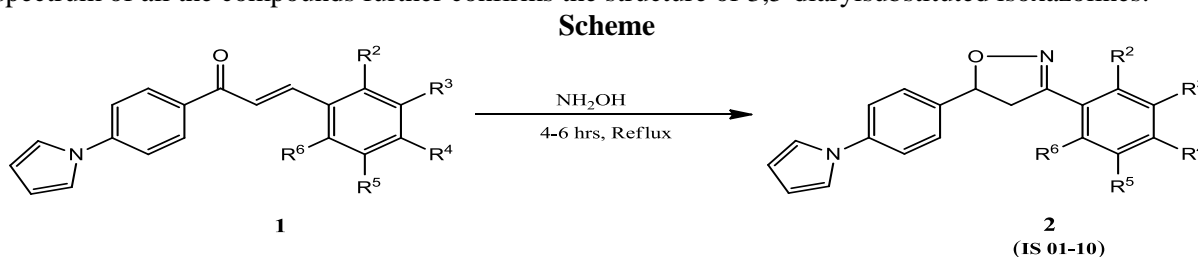 spectrum of all the compounds further confirms the structure of 3,5-diarylsubstituted isoxazolines.
Scheme
O
R²
R³
R⁴
R⁵
R⁶
N
1
NH₂OH
4-6 hrs, Reflux
O
N
R²
R⁶
R⁵
N
2
(IS 01-10)